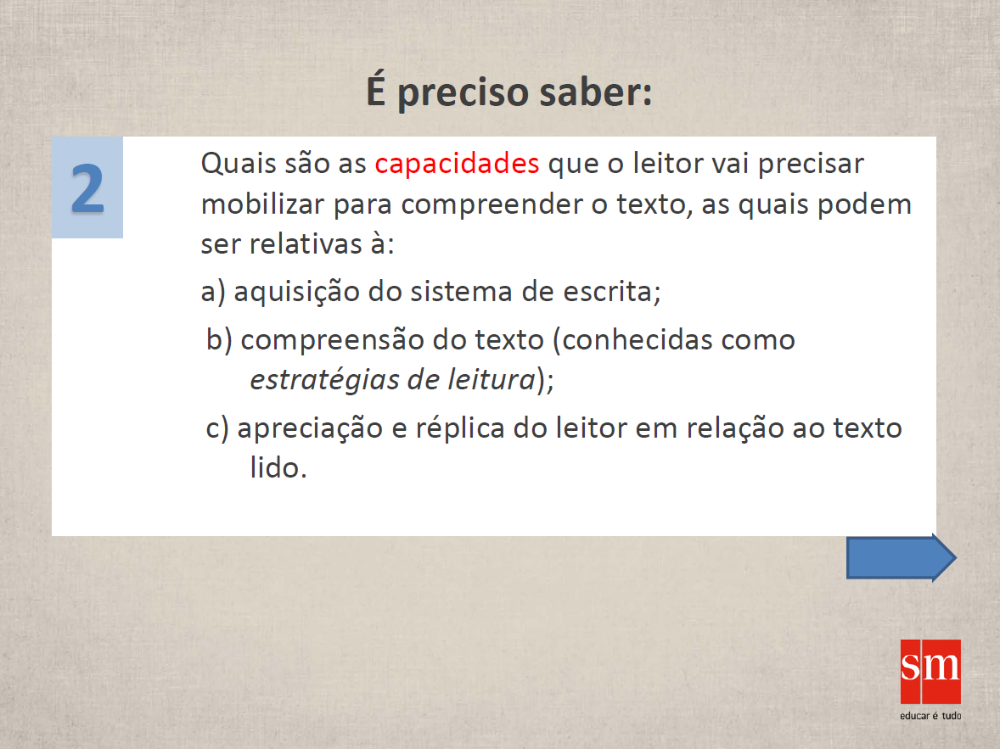 É preciso saber:
2
Quais são as capacidades que o leitor vai precisar
mobilizar para compreender o texto, as quais podem
ser relativas à:
a) aquisição do sistema de escrita;
b) compreensão do texto (conhecidas como
estratégias de leitura);
c) apreciação e réplica do leitor em relação ao texto
lido.
sm
educar é tudo